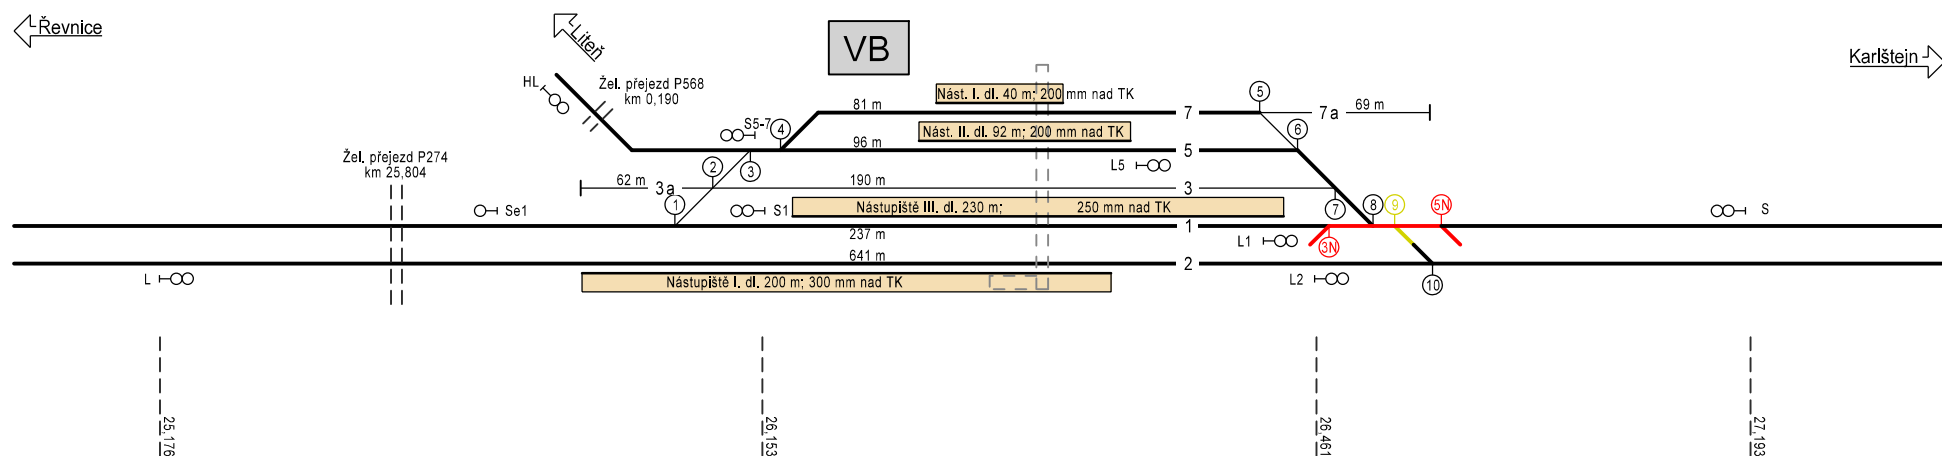 Řevnice
Liteň
VB
Karlštejn
HL
Žel. přejezd P568
km 0,190
Nást. I. dl. 40 m; 200 mm nad TK
5
81 m
7
7a
69 m
S5-7
4
Nást. II. dl. 92 m; 200 mm nad TK
6
96 m
5
Žel. přejezd P274
km 25,804
2
3
L5
62 m
3a
190 m
3
1
Se1
S1
Nástupiště III. dl. 230 m; 250 mm nad TK
7
8
9
5N
S
237 m
1
L1
3N
641 m
2
L
Nástupiště I. dl. 200 m; 300 mm nad TK
L2
10
25,176
26,153
26,461
27,193